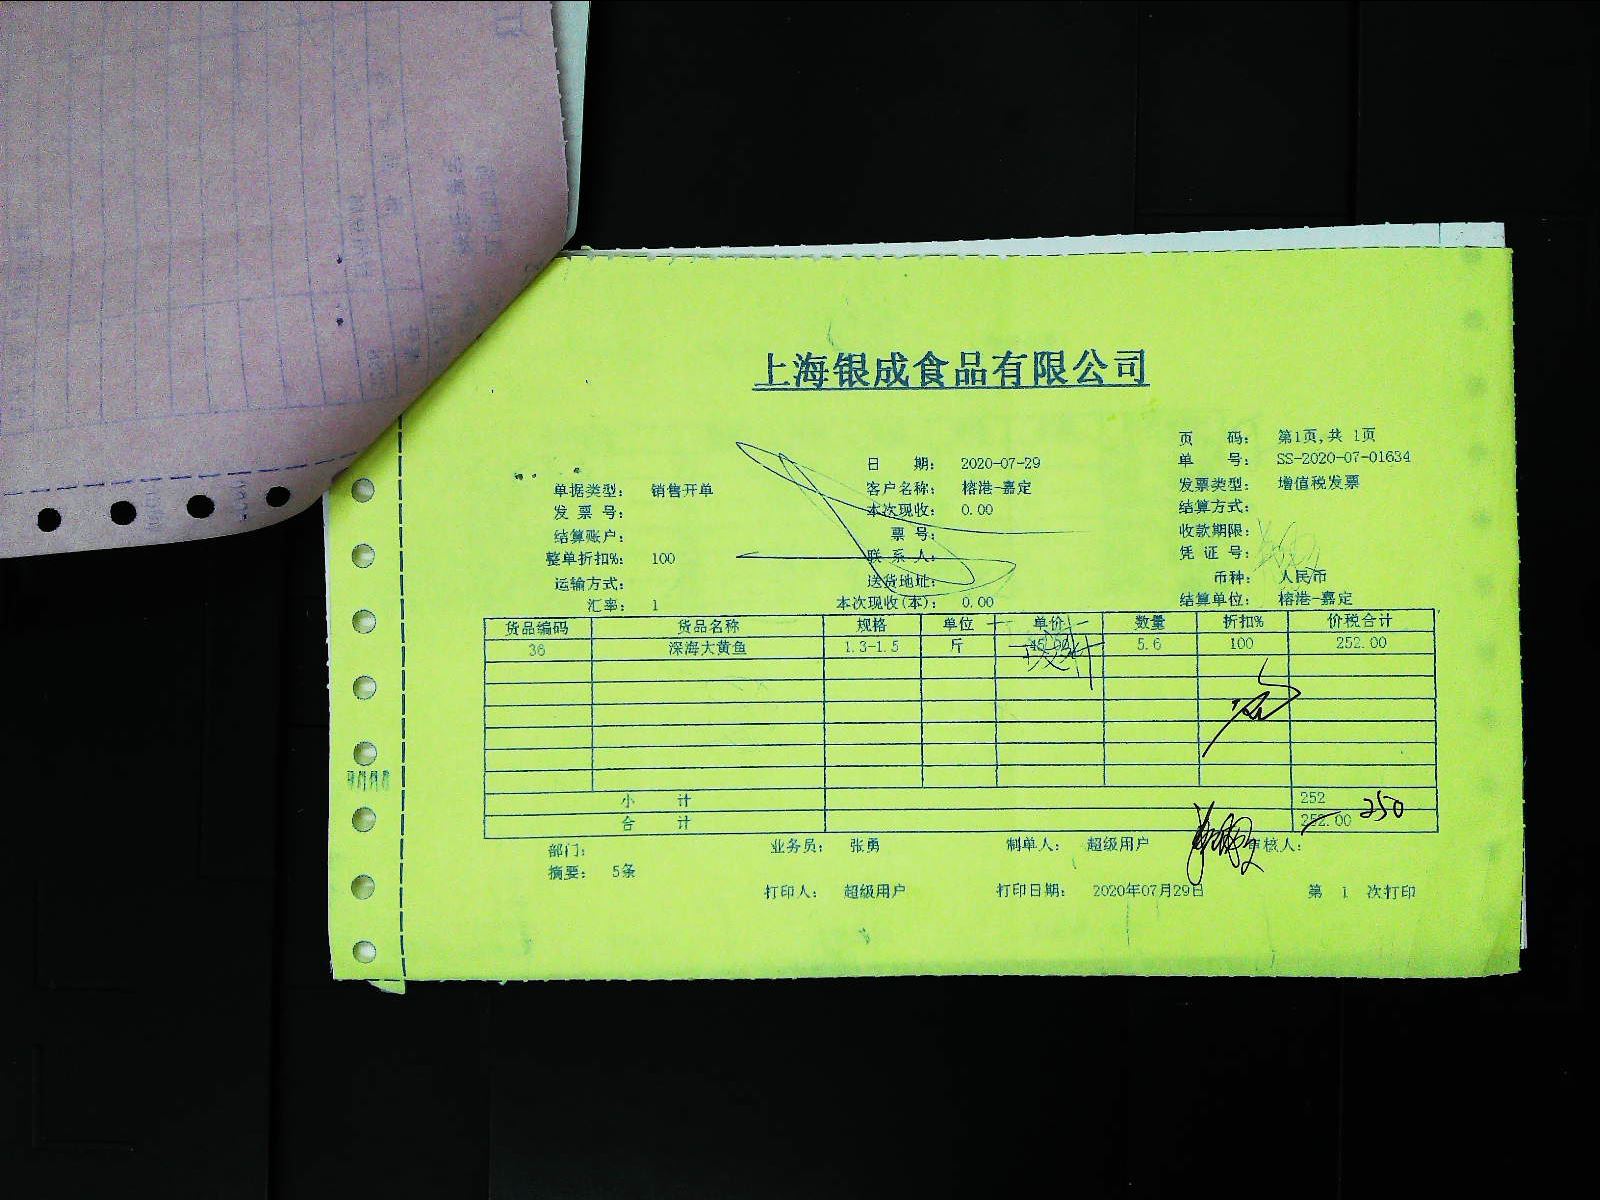 上海银成食品有限公司
页 码： 第1页,共 1页
日 期： 2020-07-29 单 号： SS-2020-07-01634
单据类型： 销售开单 客户名称： 榕港-嘉定 发票类型： 增值税发票
发 票 号： 本次现收： 0.00 结算方式：
结算账户： 票 号： 收款期限：
整单折扣%： 100 联 系 人： 凭 证 号：
运输方式： 送货地址： 币种： 人民币
汇率： 1 本次现收(本)： 0.00 结算单位： 榕港-嘉定
货品编码 货品名称 规格 单位 单价 数量 折扣% 价税合计
36 深海大黄鱼 1.3-1.5 斤 45.00 5.6 100 252.00
小 计 252
合 计 252.00 250
部门： 业务员： 张勇 制单人： 超级用户 审核人：
摘要： 5条
打印人： 超级用户 打印日期： 2020年07月29日 第 1 次打印